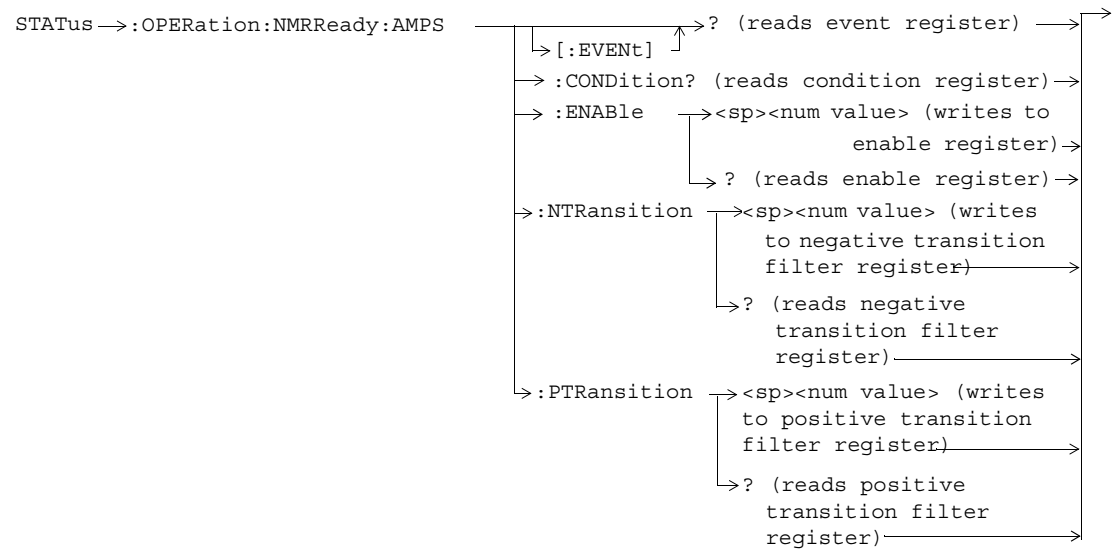 STATus :OPERation:NMRReady:AMPS ? (reads event register)
[:EVENt]
:CONDition? (reads condition register)
:ENABle <sp><num value> (writes to
enable register)
? (reads enable register)
:NTRansition <sp><num value> (writes
to negative transition
filter register)
? (reads negative
transition filter
register)
:PTRansition <sp><num value> (writes
to positive transition
filter register)
? (reads positive
transition filter
register)